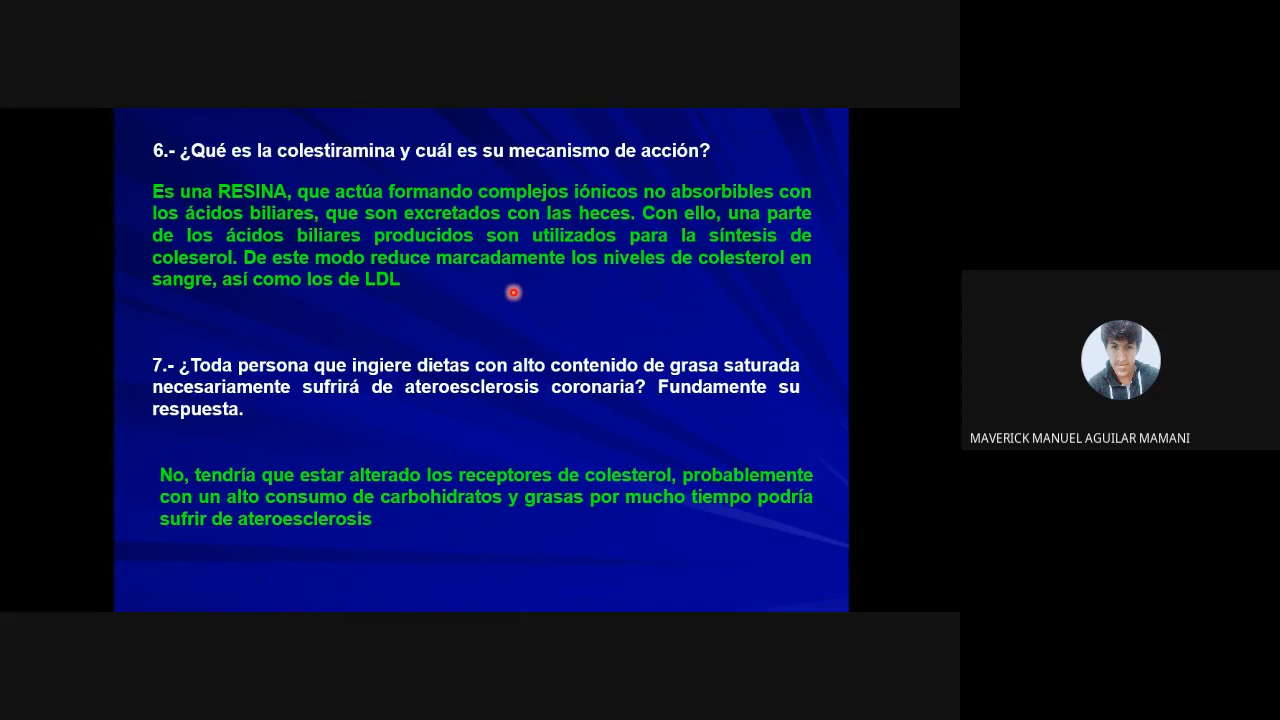 6.- ¿Qué es la colestiramina y cuál es su mecanismo de acción?
Es una RESINA, que actúa formando complejos iónicos no absorbibles con
los ácidos biliares, que son excretados con las heces. Con ello, una parte
de los ácidos biliares producidos son utilizados para la síntesis de
coleserol. De este modo reduce marcadamente los niveles de colesterol en
sangre, así como los de LDL
7.- ¿Toda persona que ingiere dietas con alto contenido de grasa saturada
necesariamente sufrirá de ateroesclerosis coronaria? Fundamente su
respuesta.
No, tendría que estar alterado los receptores de colesterol, probablemente
con un alto consumo de carbohidratos y grasas por mucho tiempo podría
sufrir de ateroesclerosis
MAVERICK MANUEL AGUILAR MAMANI